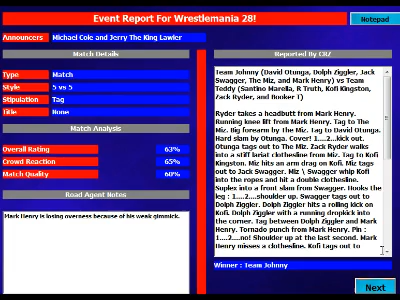 Event Report For Wrestlemania 28!
Notepad
Announcers
Michael Cole and Jerry The King Lawler
Match Details
Type
Match
Style
5 vs 5
Stipulation
Tag
Title
None
Match Analysis
Overall Rating
63%
Crowd Reaction
65%
Match Quality
60%
Road Agent Notes
Mark Henry is losing overness because of his weak gimmick.
Reported By CRZ
Team Johnny (David Otunga, Dolph Ziggler, Jack
Swagger, The Miz, and Mark Henry) vs Team
Teddy (Santino Marella, R Truth, Kofi Kingston,
Zack Ryder, and Booker T)
Ryder takes a headbutt from Mark Henry.
Running knee lift from Mark Henry. Tag to The
Miz. Big forearm by The Miz. Tag to David Otunga.
Hard slam by Otunga. Cover! 1....2...kick out.
Otunga tags out to The Miz. Zack Ryder walks
into a stiff lariat clothesline from Miz. Tag to Kofi
Kingston. Miz hits an arm drag on Kofi. Miz tags
out to Jack Swagger. Miz \ Swagger whip Kofi
into the ropes and hit a double clothesline.
Suplex into a front slam from Swagger. Hooks the
leg : 1....2....shoulder up. Swagger tags out to
Dolph Ziggler. Dolph Ziggler hits a rolling kick on
Kofi. Dolph Ziggler with a running dropkick into
the corner. Tag between Dolph Ziggler and Mark
Henry. Tornado punch from Mark Henry. Pin :
1....2....no! Shoulder up at the last second. Mark
Henry misses a clothesline. Kofi tags out to
Winner : Team Johnny
Next